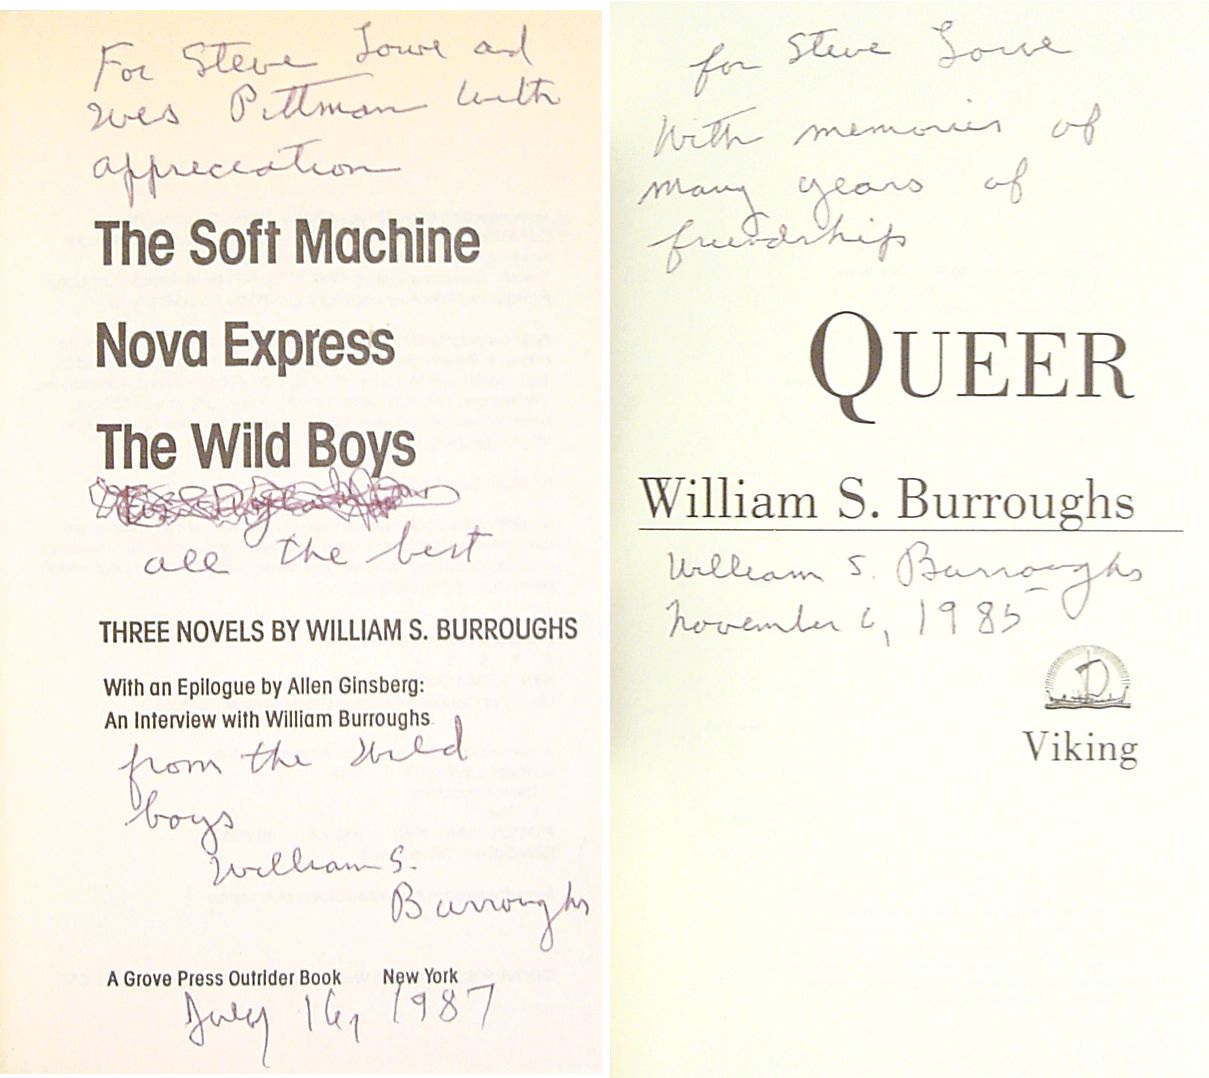 For Steve Lowe and
Wes Pittman with
appreciation
The Soft Machine
Nova Express
The Wild Boys
all the best
THREE NOVELS BY WILLIAM S. BURROUGHS
With an Epilogue by Allen Ginsberg:
An Interview with William Burroughs
from the Wild
boys
William S.
Burroughs
A Grove Press Outrider Book New York
July 16, 1987
for Steve Lowe
With memories of
many years of
friendship
QUEER
William S. Burroughs
William S. Burroughs
November 6, 1985
Viking